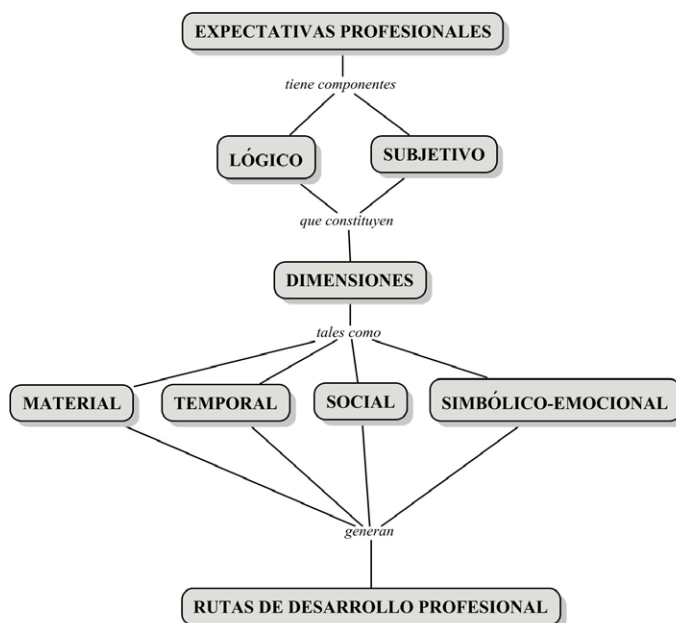 EXPECTATIVAS PROFESIONALES
tiene componentes
LÓGICO
SUBJETIVO
que constituyen
DIMENSIONES
tales como
MATERIAL
TEMPORAL
SOCIAL
SIMBÓLICO-EMOCIONAL
generan
RUTAS DE DESARROLLO PROFESIONAL